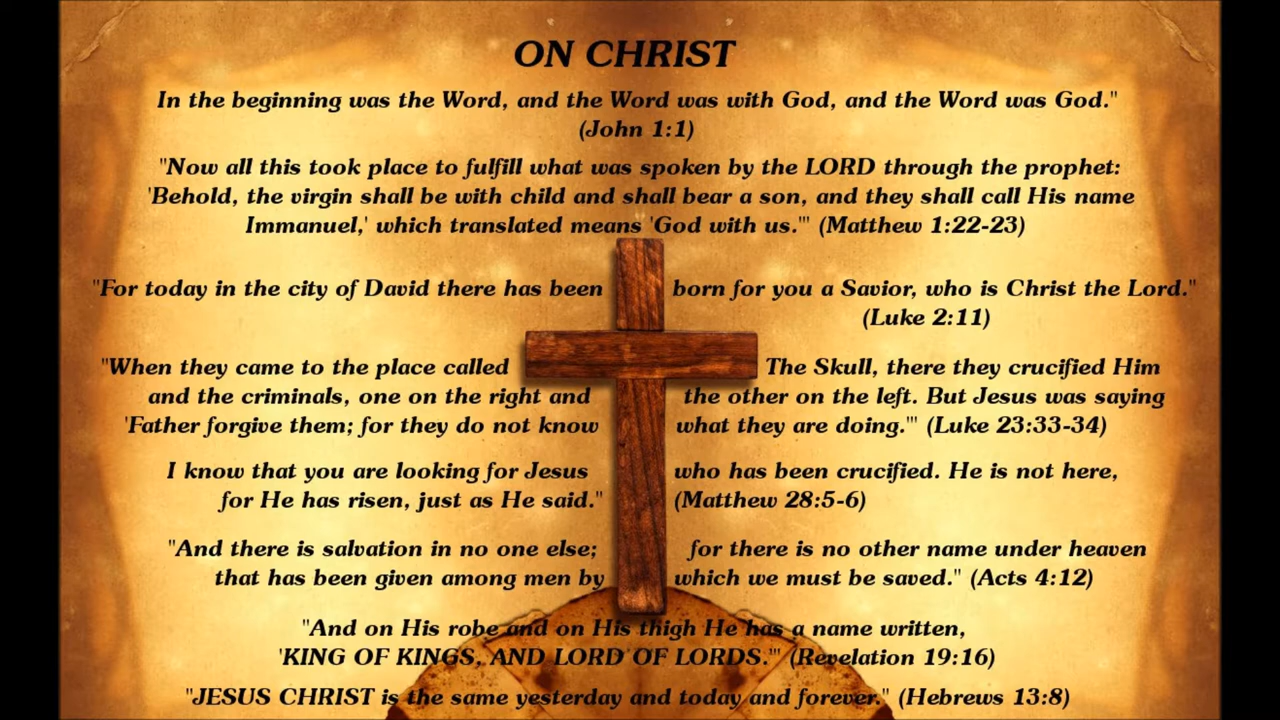 ON CHRIST
In the beginning was the Word, and the Word was with God, and the Word was God."
(John 1:1)
"Now all this took place to fulfill what was spoken by the LORD through the prophet:
'Behold, the virgin shall be with child and shall bear a son, and they shall call His name
Immanuel,' which translated means 'God with us.'" (Matthew 1:22-23)
"For today in the city of David there has been born for you a Savior, who is Christ the Lord."
(Luke 2:11)
"When they came to the place called The Skull, there they crucified Him
and the criminals, one on the right and the other on the left. But Jesus was saying
'Father forgive them; for they do not know what they are doing.'" (Luke 23:33-34)
I know that you are looking for Jesus who has been crucified. He is not here,
for He has risen, just as He said." (Matthew 28:5-6)
"And there is salvation in no one else; for there is no other name under heaven
that has been given among men by which we must be saved." (Acts 4:12)
"And on His robe and on His thigh He has a name written,
'KING OF KINGS, AND LORD OF LORDS.'" (Revelation 19:16)
"JESUS CHRIST is the same yesterday and today and forever." (Hebrews 13:8)